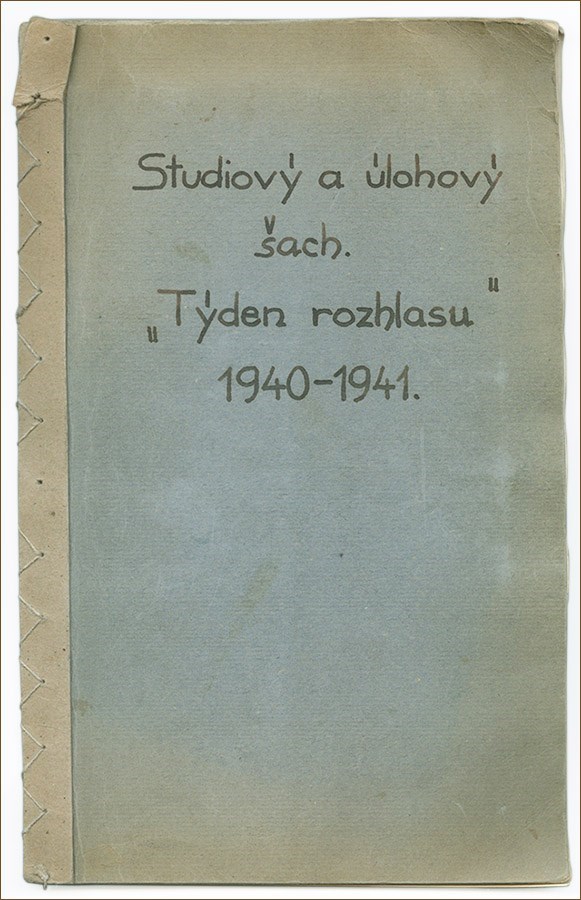 Studiový a úlohový
šach.
„Týden rozhlasu"
1940-1941.